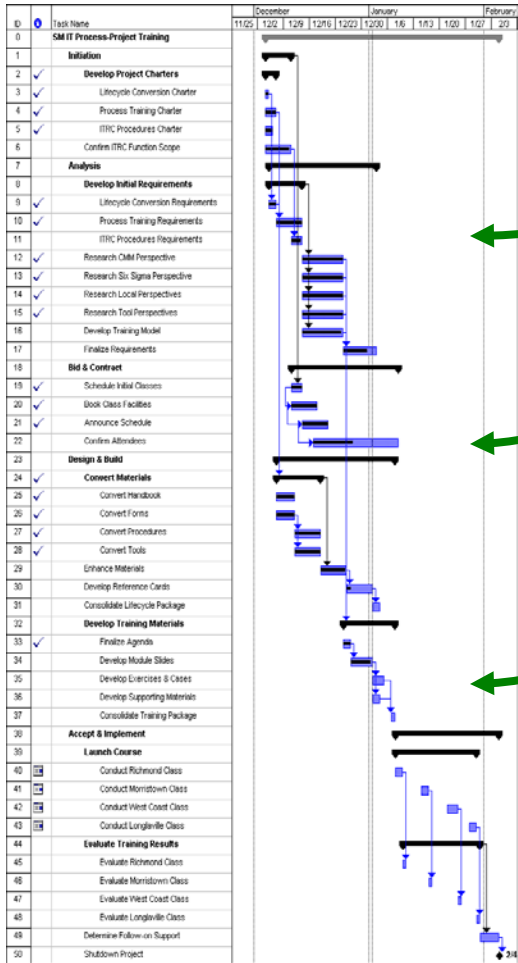 December January February
ID Task Name 11/25 12/2 12/9 12/16 12/23 12/30 1/6 1/13 1/20 1/27 2/3
0 SM IT Process-Project Training
1 Initiation
2 Develop Project Charters
3 Lifecycle Conversion Charter
4 Process Training Charter
5 ITRC Procedures Charter
6 Confirm ITRC Function Scope
7 Analysis
8 Develop Initial Requirements
9 Lifecycle Conversion Requirements
10 Process Training Requirements
11 ITRC Procedures Requirements
12 Research CMM Perspective
13 Research Six Sigma Perspective
14 Research Local Perspectives
15 Research Tool Perspectives
16 Develop Training Model
17 Finalize Requirements
18 Bid & Contract
19 Schedule Initial Classes
20 Book Class Facilities
21 Announce Schedule
22 Confirm Attendees
23 Design & Build
24 Convert Materials
25 Convert Handbook
26 Convert Forms
27 Convert Procedures
28 Convert Tools
29 Enhance Materials
30 Develop Reference Cards
31 Consolidate Lifecycle Package
32 Develop Training Materials
33 Finalize Agenda
34 Develop Module Slides
35 Develop Exercises & Cases
36 Develop Supporting Materials
37 Consolidate Training Package
38 Accept & Implement
39 Launch Course
40 Conduct Richmond Class
41 Conduct Morristown Class
42 Conduct West Coast Class
43 Conduct Longlaville Class
44 Evaluate Training Results
45 Evaluate Richmond Class
46 Evaluate Morristown Class
47 Evaluate West Coast Class
48 Evaluate Longlaville Class
49 Determine Follow-on Support
50 Shutdown Project 2/4